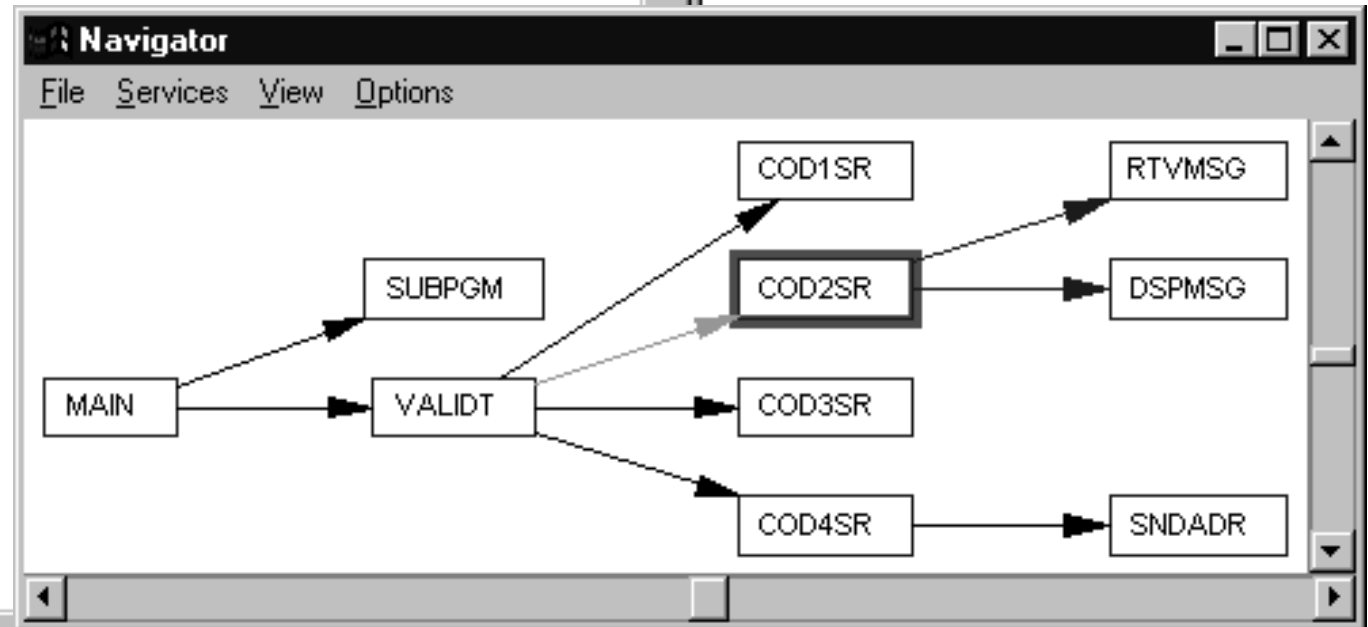 Navigator
File Services View Options
COD1SR RTVMSG
SUBPGM COD2SR DSPMSG
MAIN VALIDT COD3SR
COD4SR SNDADR